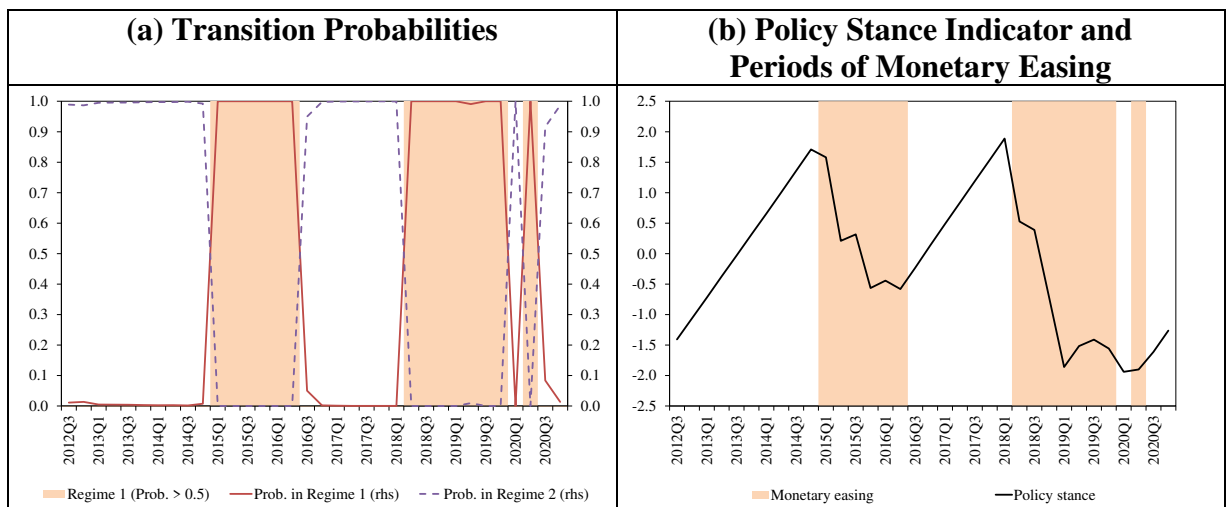 (a) Transition Probabilities
(b) Policy Stance Indicator and
Periods of Monetary Easing
1.0
0.9
0.8
0.7
0.6
0.5
0.4
0.3
0.2
0.1
0.0
1.0
0.9
0.8
0.7
0.6
0.5
0.4
0.3
0.2
0.1
0.0
2012Q3
2013Q1
2013Q3
2014Q1
2014Q3
2015Q1
2015Q3
2016Q1
2016Q3
2017Q1
2017Q3
2018Q1
2018Q3
2019Q1
2019Q3
2020Q1
2020Q3
Regime 1 (Prob. > 0.5)
Prob. in Regime 1 (rhs)
Prob. in Regime 2 (rhs)
2.5
2.0
1.5
1.0
0.5
0.0
-0.5
-1.0
-1.5
-2.0
-2.5
2012Q3
2013Q1
2013Q3
2014Q1
2014Q3
2015Q1
2015Q3
2016Q1
2016Q3
2017Q1
2017Q3
2018Q1
2018Q3
2019Q1
2019Q3
2020Q1
2020Q3
Monetary easing
Policy stance